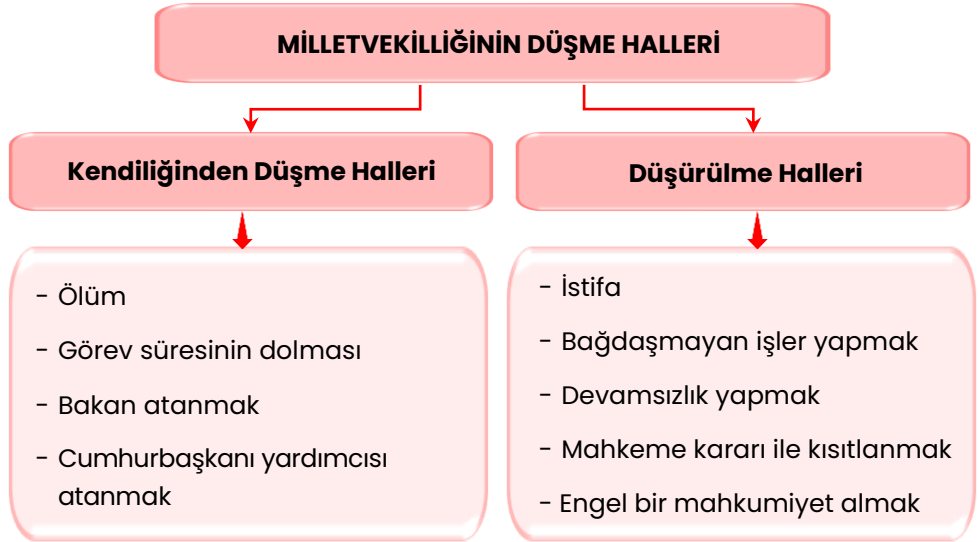 MİLLETVEKİLLİĞİNİN DÜŞME HALLERİ
Kendiliğinden Düşme Halleri
- Ölüm
- Görev süresinin dolması
- Bakan atanmak
- Cumhurbaşkanı yardımcısı
atanmak
Düşürülme Halleri
- İstifa
- Bağdaşmayan işler yapmak
- Devamsızlık yapmak
- Mahkeme kararı ile kısıtlanmak
- Engel bir mahkumiyet almak